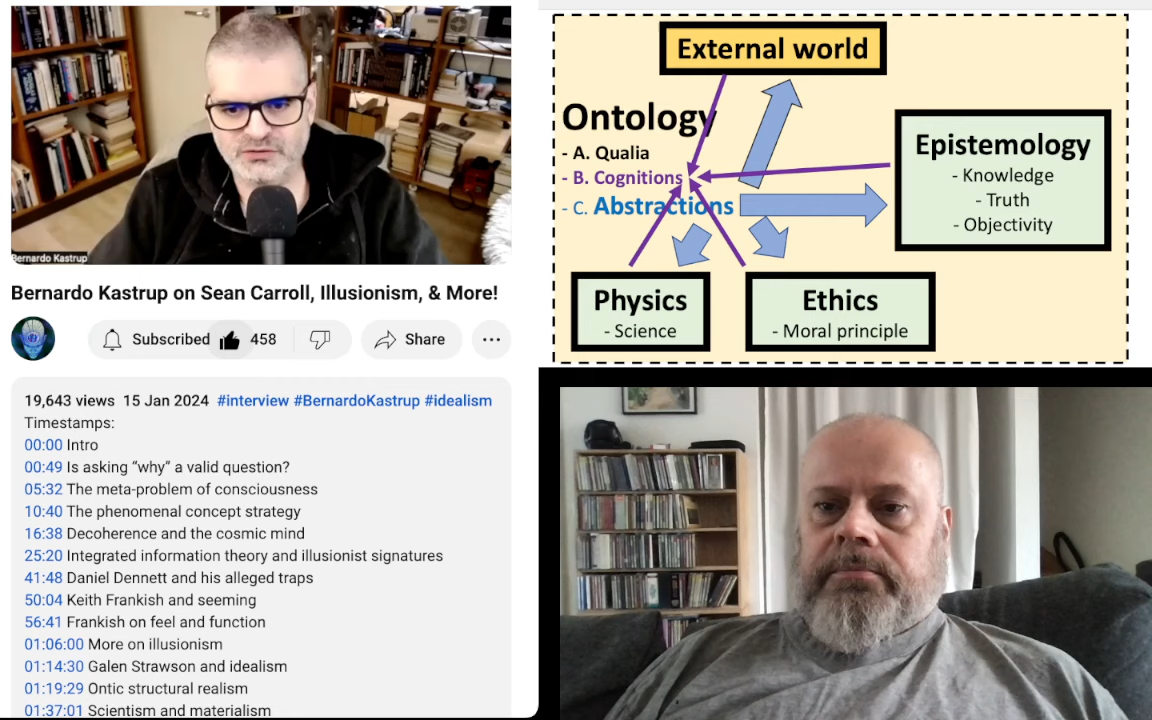 Bernardo Kastrup
Bernardo Kastrup on Sean Carroll, Illusionism, & More!
Subscribed 458 Share
19,643 views 15 Jan 2024 #interview #BernardoKastrup #idealism
Timestamps:
00:00 Intro
00:49 Is asking “why” a valid question?
05:32 The meta-problem of consciousness
10:40 The phenomenal concept strategy
16:38 Decoherence and the cosmic mind
25:20 Integrated information theory and illusionist signatures
41:48 Daniel Dennett and his alleged traps
50:04 Keith Frankish and seeming
56:41 Frankish on feel and function
01:06:00 More on illusionism
01:14:30 Galen Strawson and idealism
01:19:29 Ontic structural realism
01:37:01 Scientism and materialism
External world
Ontology
- A. Qualia
- B. Cognitions
- C. Abstractions
Epistemology
- Knowledge
- Truth
- Objectivity
Physics
- Science
Ethics
- Moral principle